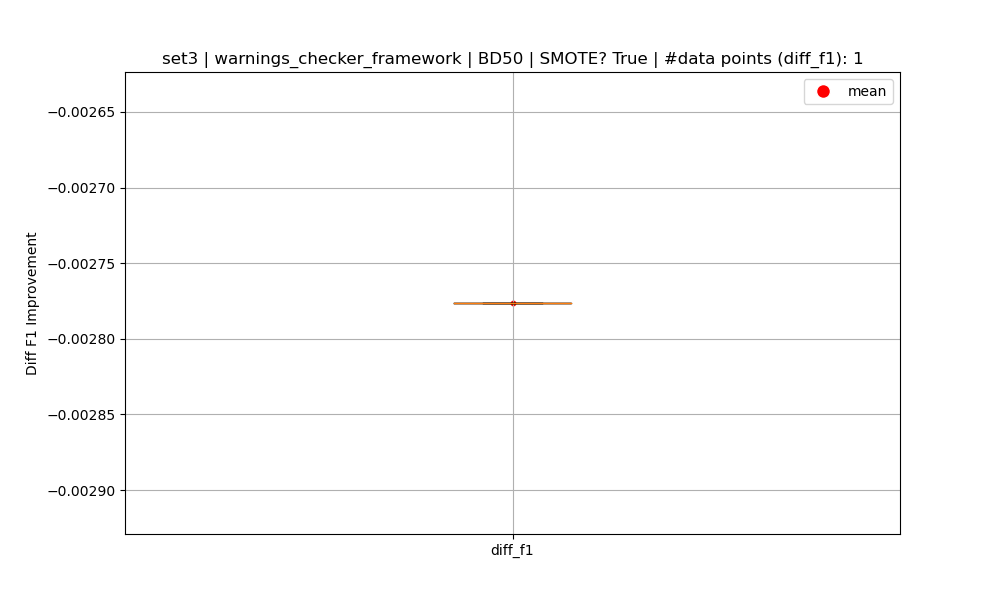 set3 | warnings_checker_framework | BD50 | SMOTE? True | #data points (diff_f1): 1
mean
−0.00265
−0.00270
−0.00275
−0.00280
−0.00285
−0.00290
Diff F1 Improvement
diff_f1